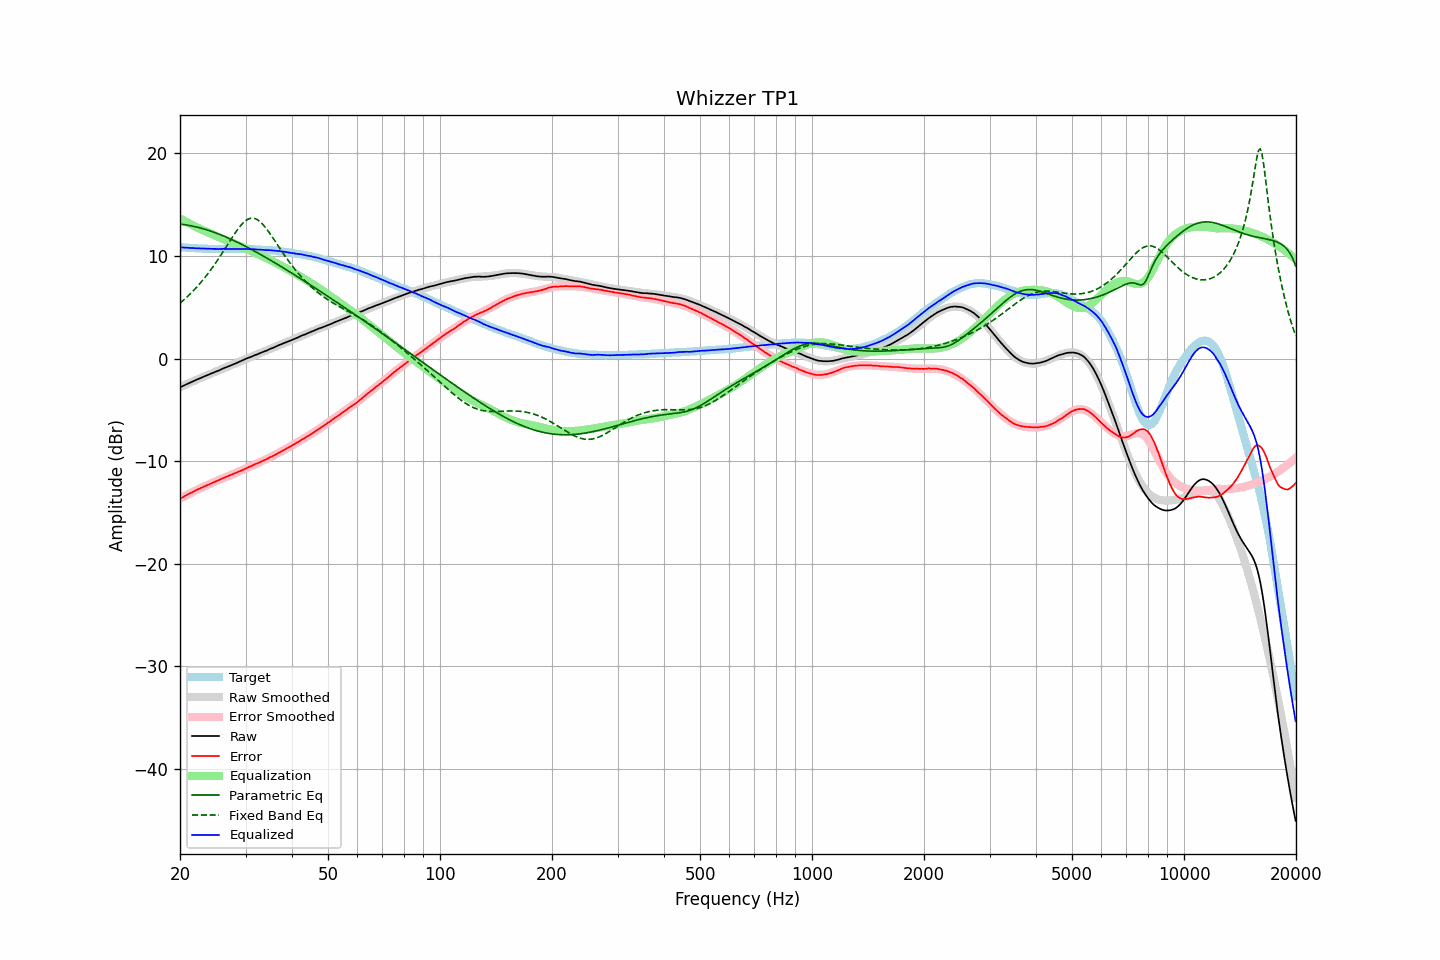 Whizzer TP1
20
10
0
−10
−20
−30
−40
Amplitude (dBr)
Target
Raw Smoothed
Error Smoothed
Raw
Error
Equalization
Parametric Eq
Fixed Band Eq
Equalized
20 50 100 200 500 1000 2000 5000 10000 20000
Frequency (Hz)